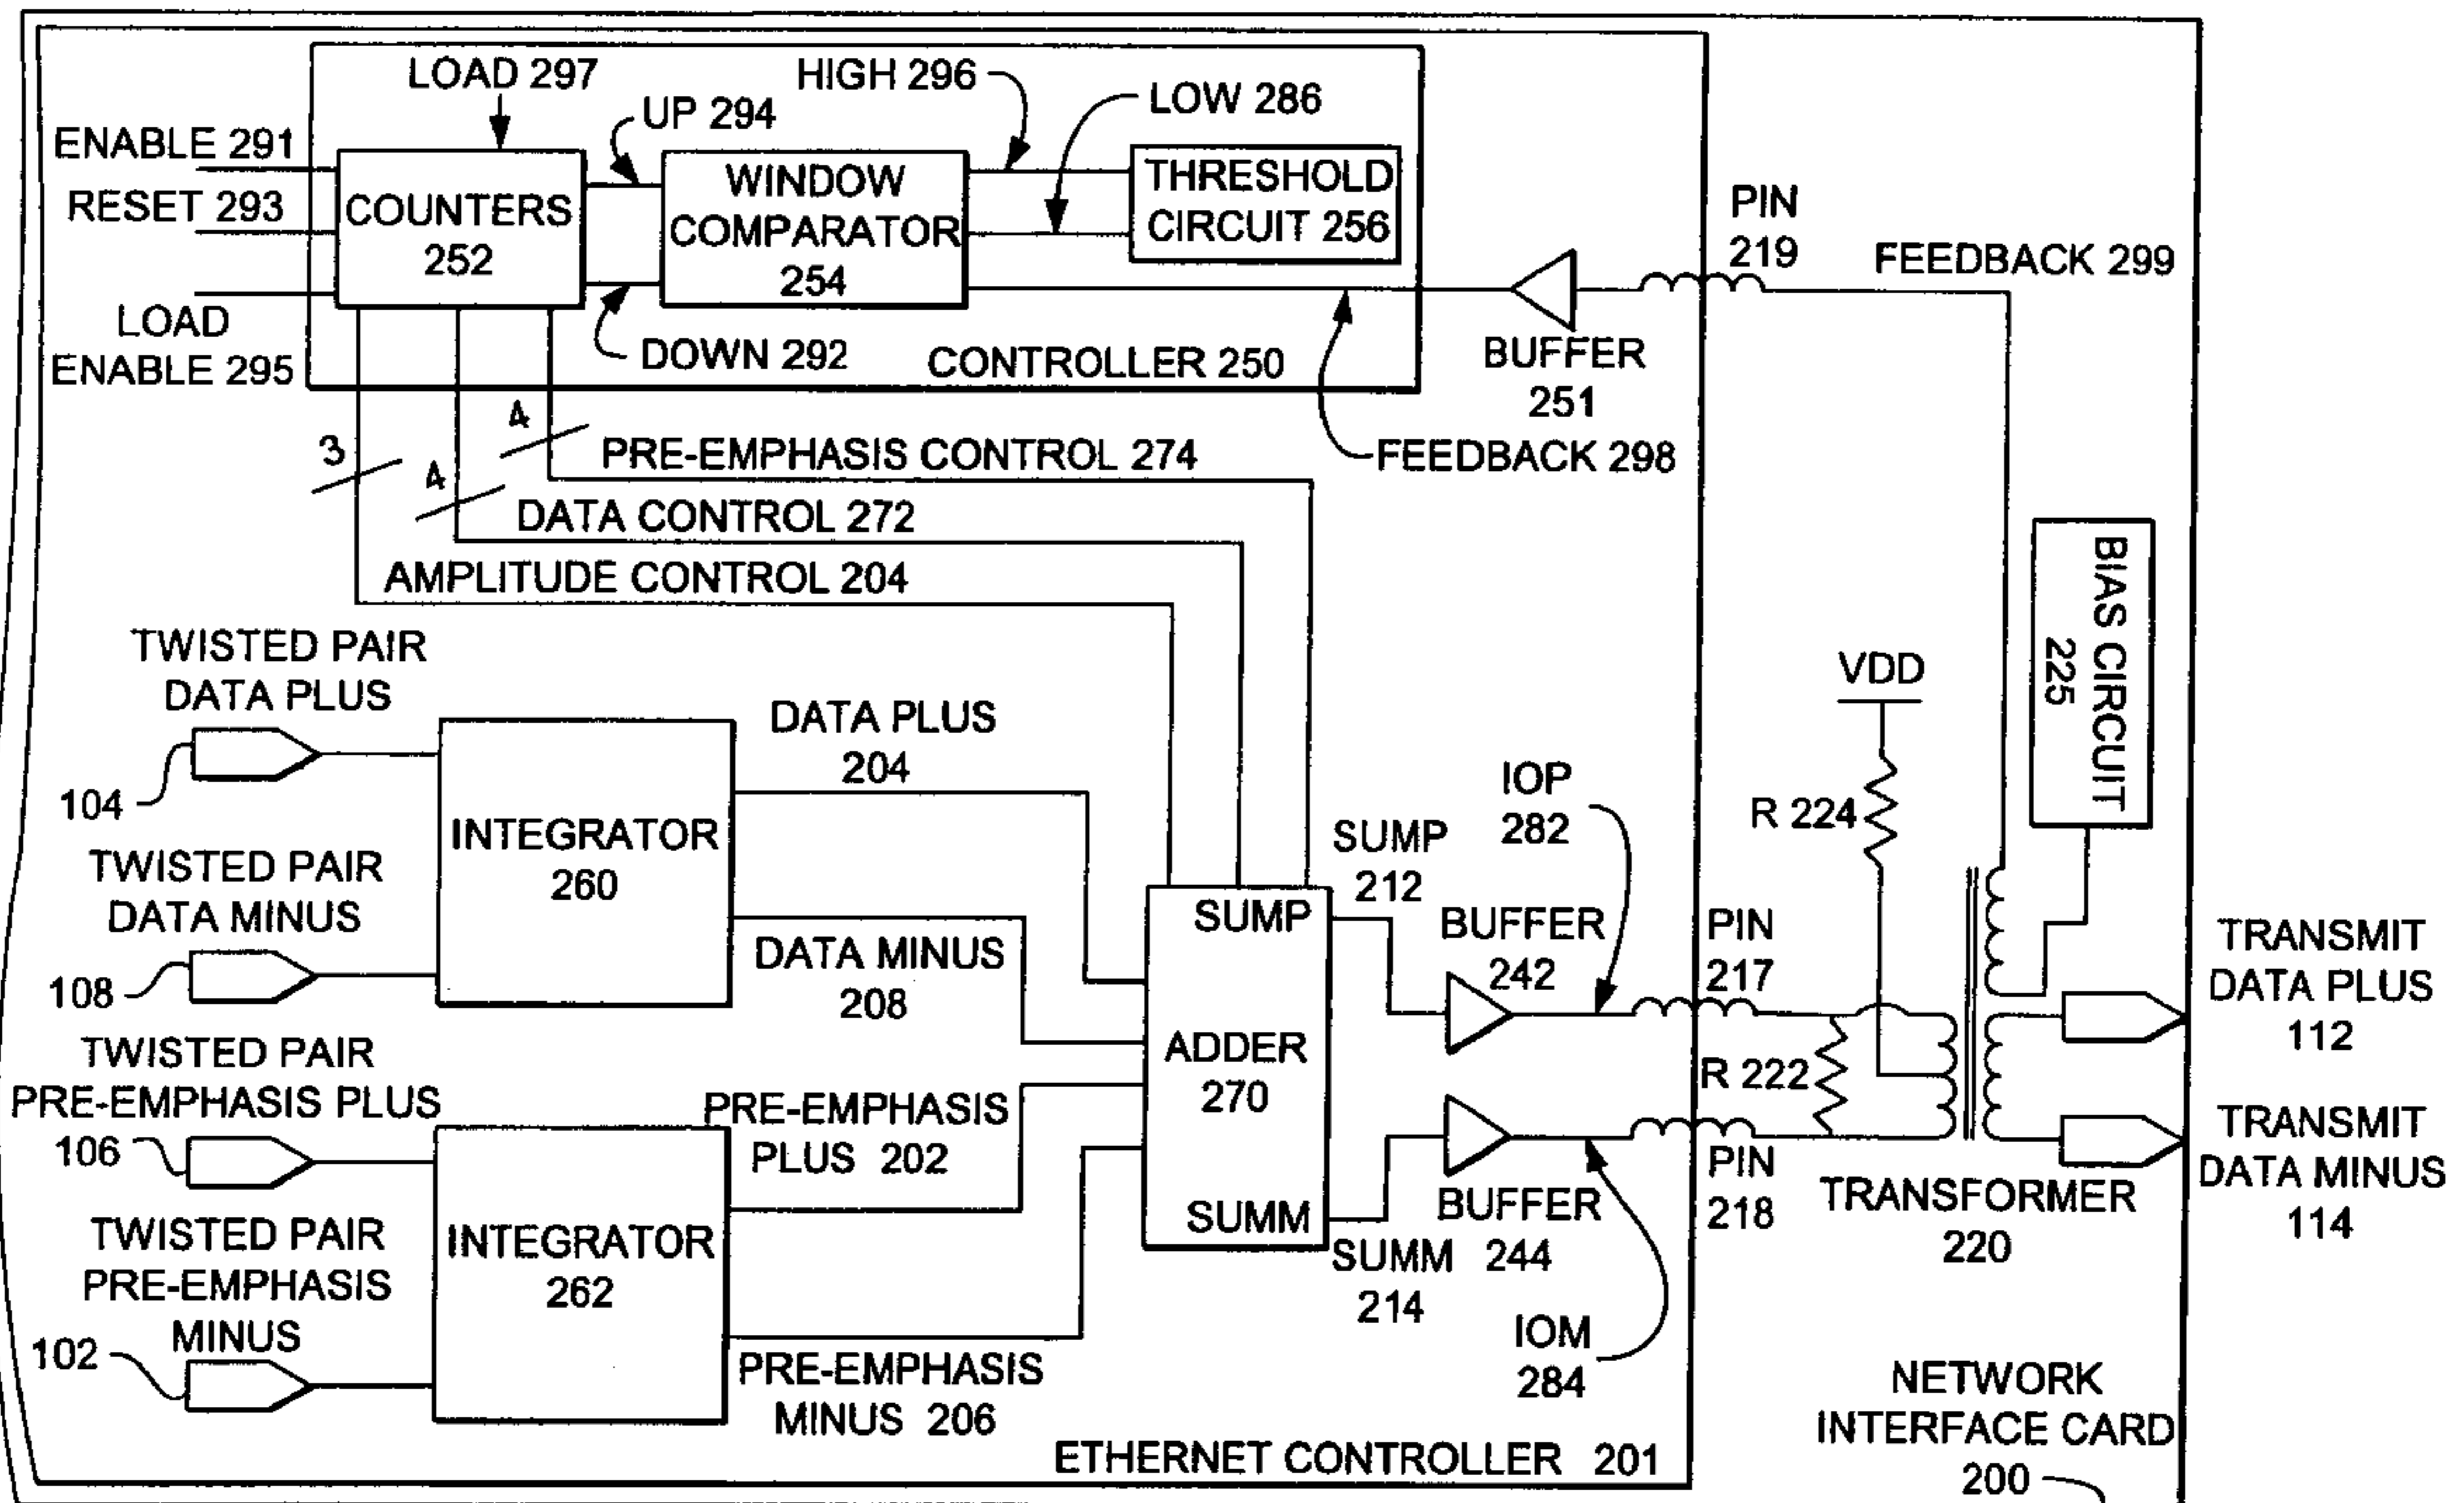 LOAD 297
HIGH 296
LOW 286
UP 294
ENABLE 291
RESET 293
LOAD
ENABLE 295
COUNTERS
252
WINDOW
COMPARATOR
254
THRESHOLD
CIRCUIT 256
DOWN 292
CONTROLLER 250
PIN
219
FEEDBACK 299
BUFFER
251
FEEDBACK 298
3
4
4
PRE-EMPHASIS CONTROL 274
DATA CONTROL 272
AMPLITUDE CONTROL 204
BIAS CIRCUIT
225
VDD
R 224
TWISTED PAIR
DATA PLUS
104
TWISTED PAIR
DATA MINUS
108
INTEGRATOR
260
DATA PLUS
204
DATA MINUS
208
TWISTED PAIR
PRE-EMPHASIS PLUS
106
TWISTED PAIR
PRE-EMPHASIS
MINUS
102
INTEGRATOR
262
PRE-EMPHASIS
PLUS 202
PRE-EMPHASIS
MINUS 206
SUMP
ADDER
270
SUMM
SUMP
212
SUMM
214
BUFFER
242
BUFFER
244
IOP
282
IOM
284
PIN
217
PIN
218
R 222
TRANSFORMER
220
TRANSMIT
DATA PLUS
112
TRANSMIT
DATA MINUS
114
ETHERNET CONTROLLER 201
NETWORK
INTERFACE CARD
200